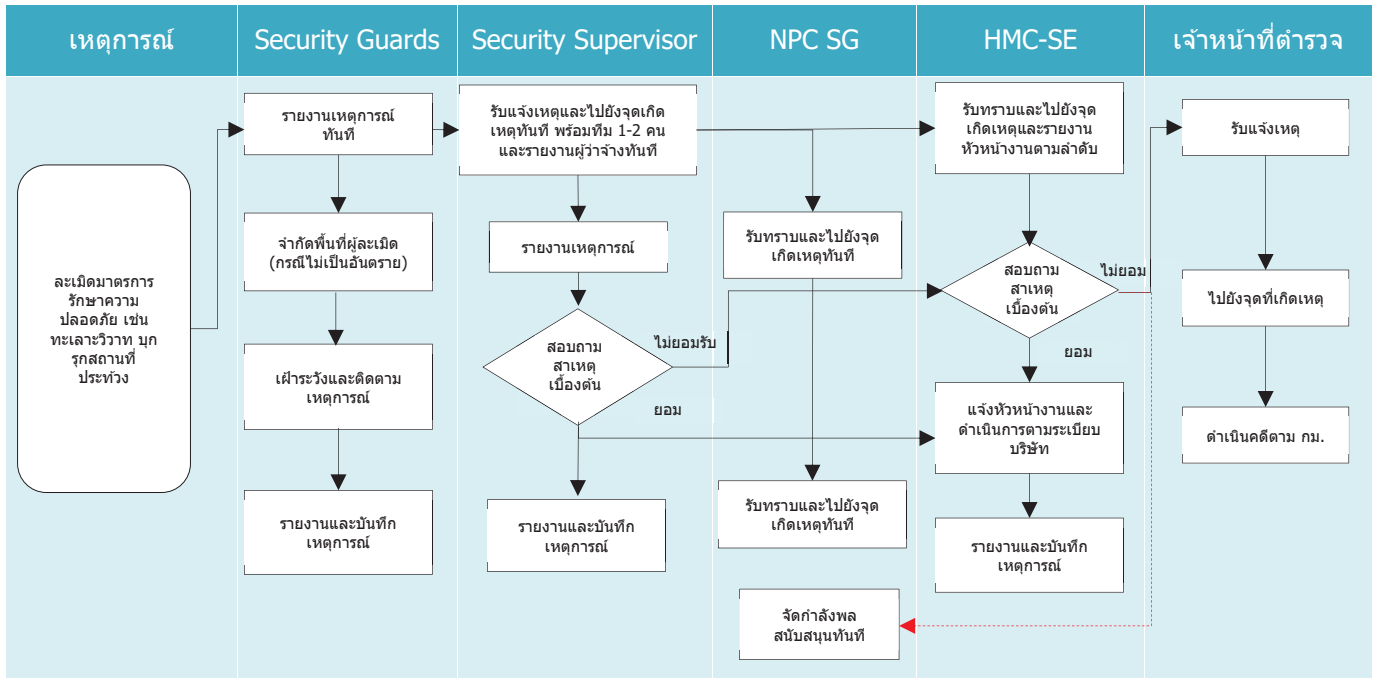 เหตุการณ์
Security Guards
Security Supervisor
NPC SG
HMC-SE
เจ้าหน้าที่ตำรวจ
ละเมิดมาตรการ
รักษาความ
ปลอดภัย เช่น
ทะเลาะวิวาท บุก
รุกสถานที่
ประท้วง
รายงานเหตุการณ์
ทันที
จำกัดพื้นที่ผู้ละเมิด
(กรณีไม่เป็นอันตราย)
เฝ้าระวังและติดตาม
เหตุการณ์
รายงานและบันทึก
เหตุการณ์
รับแจ้งเหตุและไปยังจุดเกิด
เหตุทันที พร้อมทีม 1-2 คน
และรายงานผู้ว่าจ้างทันที
รายงานเหตุการณ์
สอบถาม
สาเหตุ
เบื้องต้น
ไม่ยอมรับ
ยอม
รายงานและบันทึก
เหตุการณ์
รับทราบและไปยังจุด
เกิดเหตุทันที
รับทราบและไปยังจุด
เกิดเหตุทันที
จัดกำลังพล
สนับสนุนทันที
รับทราบและไปยังจุด
เกิดเหตุและรายงาน
หัวหน้างานตามลำดับ
สอบถาม
สาเหตุ
เบื้องต้น
ไม่ยอม
ยอม
แจ้งหัวหน้างานและ
ดำเนินการตามระเบียบ
บริษัท
รายงานและบันทึก
เหตุการณ์
รับแจ้งเหตุ
ไปยังจุดที่เกิดเหตุ
ดำเนินคดีตาม กม.